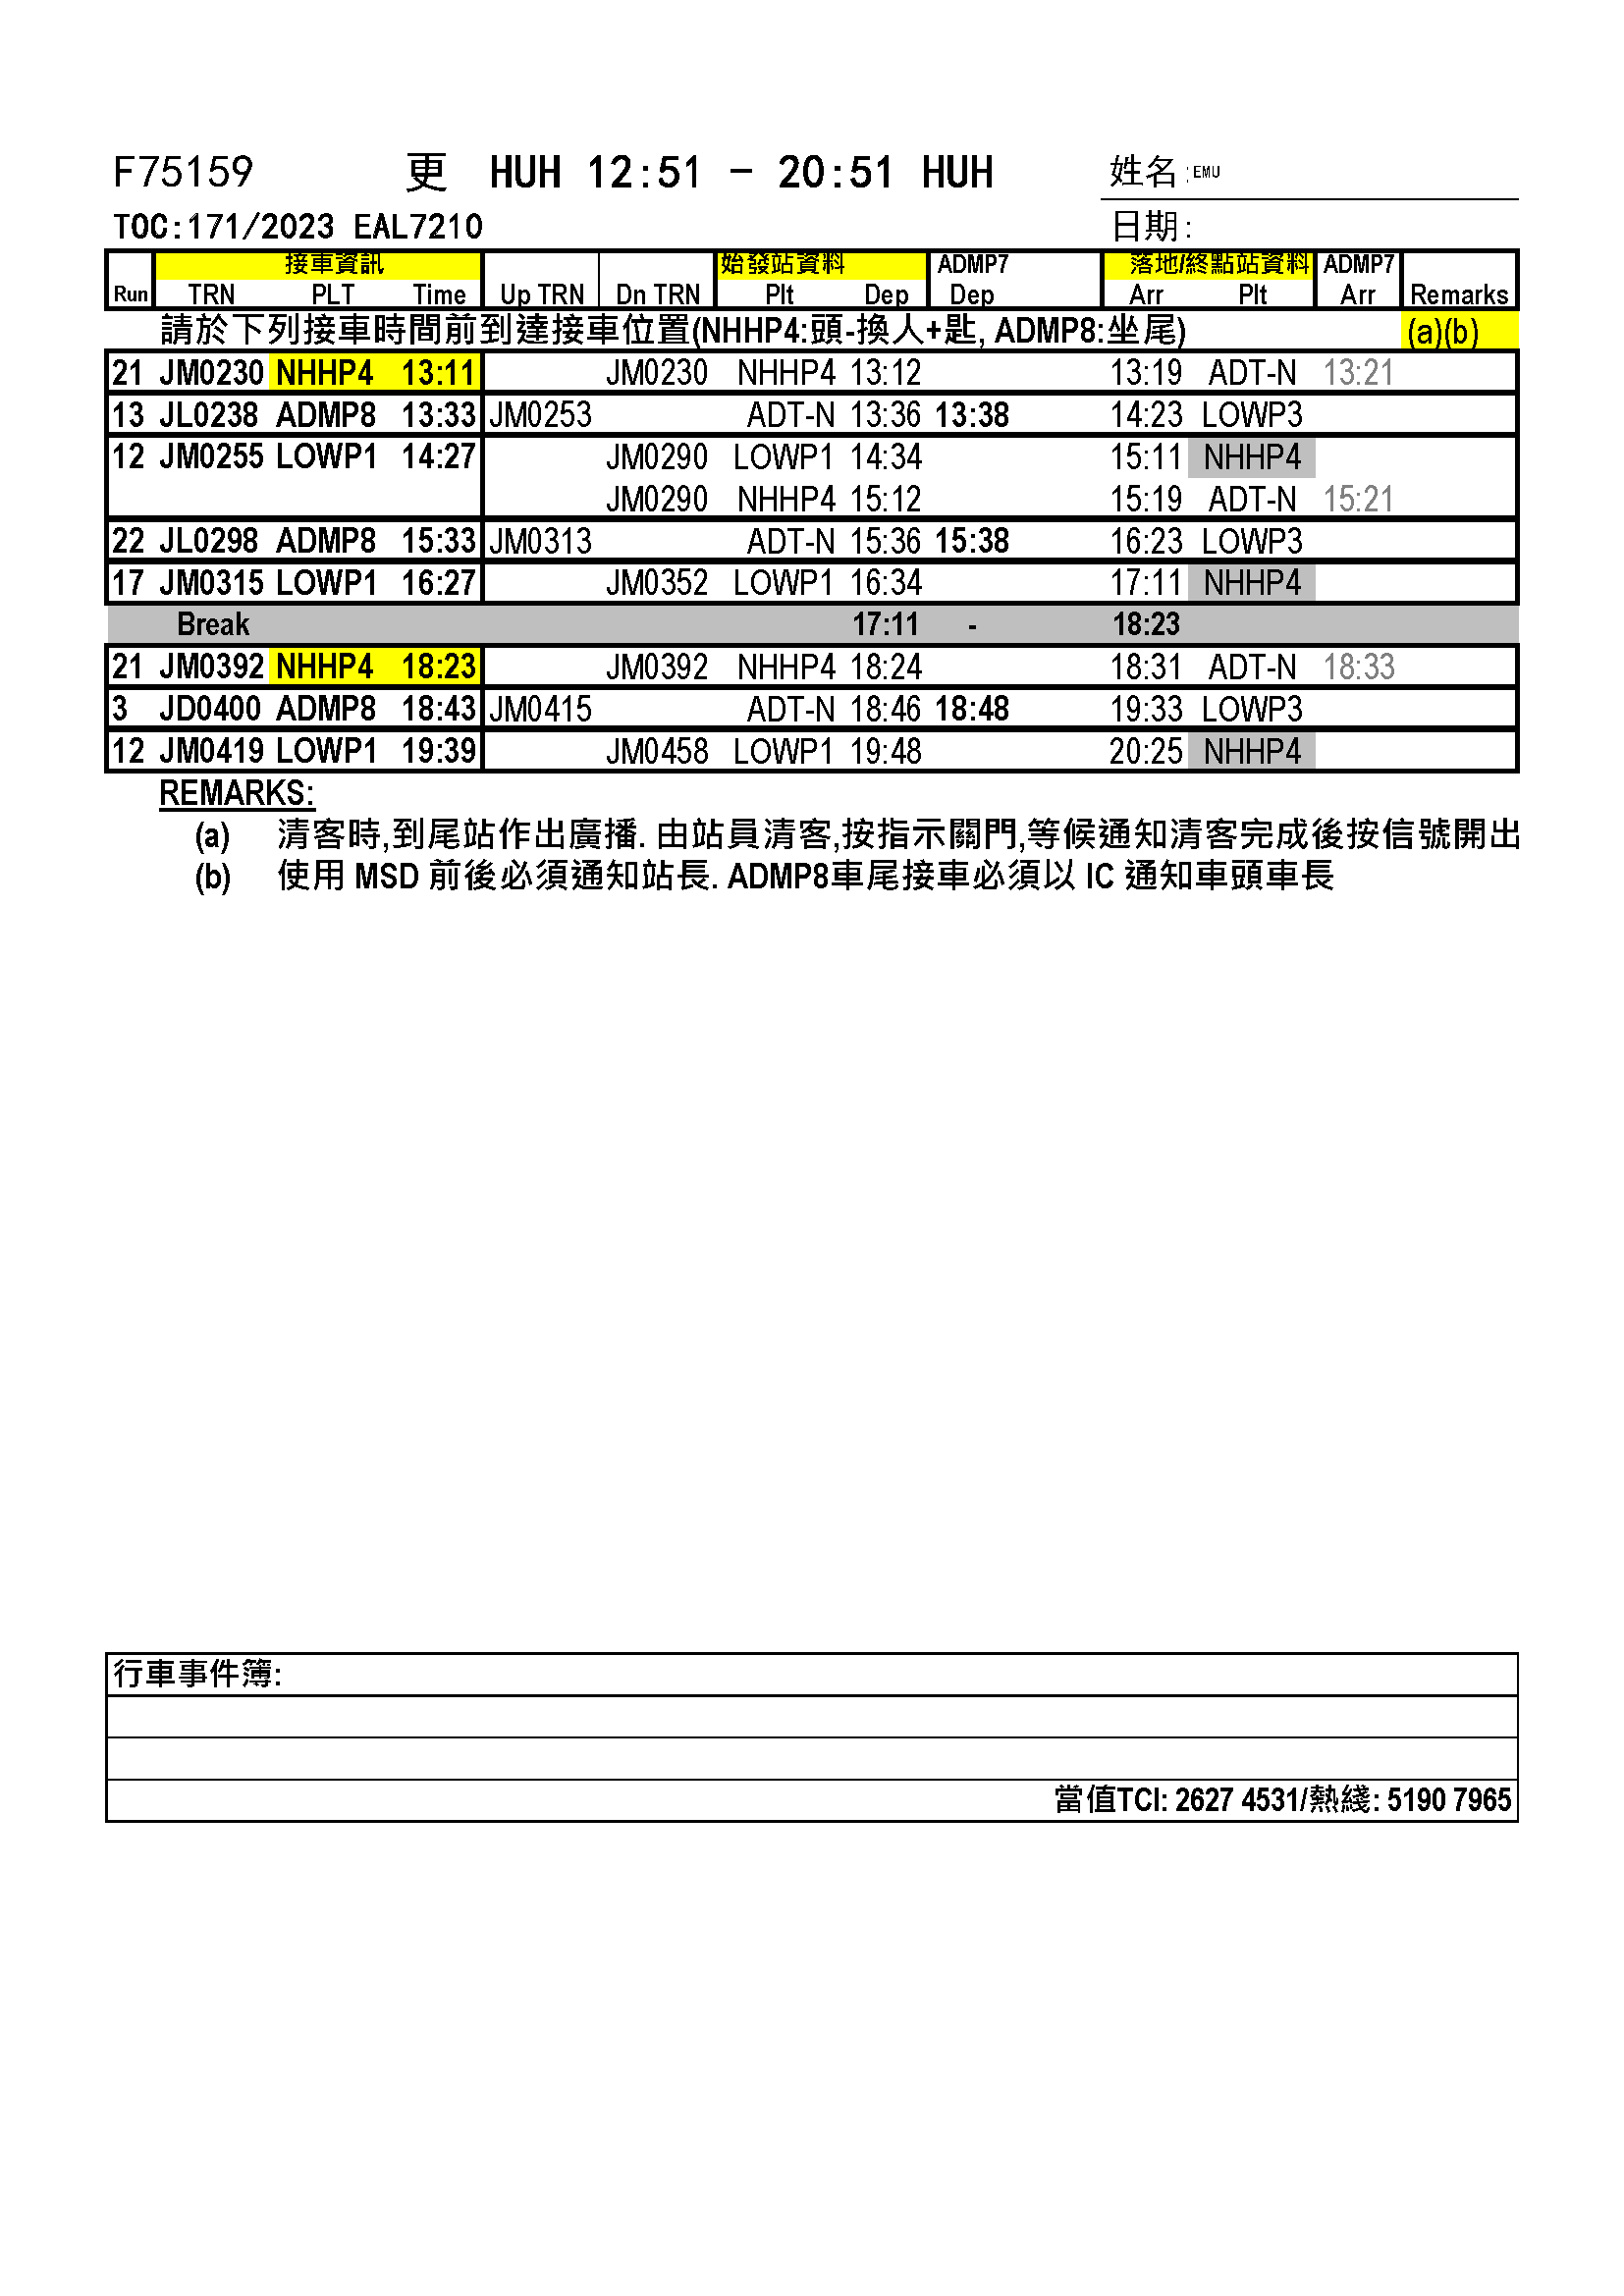 F75159 更 HUH 12:51 - 20:51 HUH 姓名:EMU
TOC:171/2023 EAL7210 日期:
接車資訊 始發站資料 ADMP7 落地/終點站資料 ADMP7
Run TRN PLT Time Up TRN Dn TRN Plt Dep Dep Arr Plt Arr Remarks
請於下列接車時間前到達接車位置(NHHP4:頭-換人+匙, ADMP8:坐尾) (a)(b)
21 JM0230 NHHP4 13:11 JM0230 NHHP4 13:12 13:19 ADT-N 13:21
13 JL0238 ADMP8 13:33 JM0253 ADT-N 13:36 13:38 14:23 LOWP3
12 JM0255 LOWP1 14:27 JM0290 LOWP1 14:34 15:11 NHHP4
JM0290 NHHP4 15:12 15:19 ADT-N 15:21
22 JL0298 ADMP8 15:33 JM0313 ADT-N 15:36 15:38 16:23 LOWP3
17 JM0315 LOWP1 16:27 JM0352 LOWP1 16:34 17:11 NHHP4
Break 17:11 - 18:23
21 JM0392 NHHP4 18:23 JM0392 NHHP4 18:24 18:31 ADT-N 18:33
3 JD0400 ADMP8 18:43 JM0415 ADT-N 18:46 18:48 19:33 LOWP3
12 JM0419 LOWP1 19:39 JM0458 LOWP1 19:48 20:25 NHHP4
REMARKS:
(a) 清客時,到尾站作出廣播. 由站員清客,按指示關門,等候通知清客完成後按信號開出
(b) 使用 MSD 前後必須通知站長. ADMP8車尾接車必須以 IC 通知車頭車長
行車事件簿:
當值TCI: 2627 4531/熱綫: 5190 7965